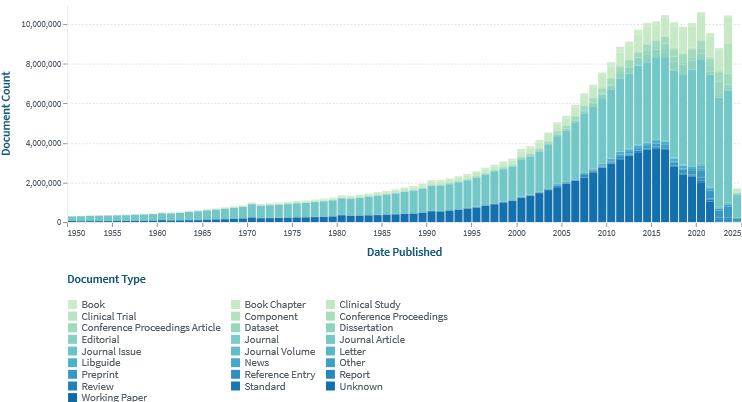 10,000,000
8,000,000
6,000,000
4,000,000
2,000,000
0
Document Count
1950 1955 1960 1965 1970 1975 1980 1985 1990 1995 2000 2005 2010 2015 2020 2025
Date Published
Document Type
Book Book Chapter Clinical Study
Clinical Trial Component Conference Proceedings
Conference Proceedings Article Dataset Dissertation
Editorial Journal Journal Article
Journal Issue Journal Volume Letter
Libguide News Other
Preprint Reference Entry Report
Review Standard Unknown
Working Paper